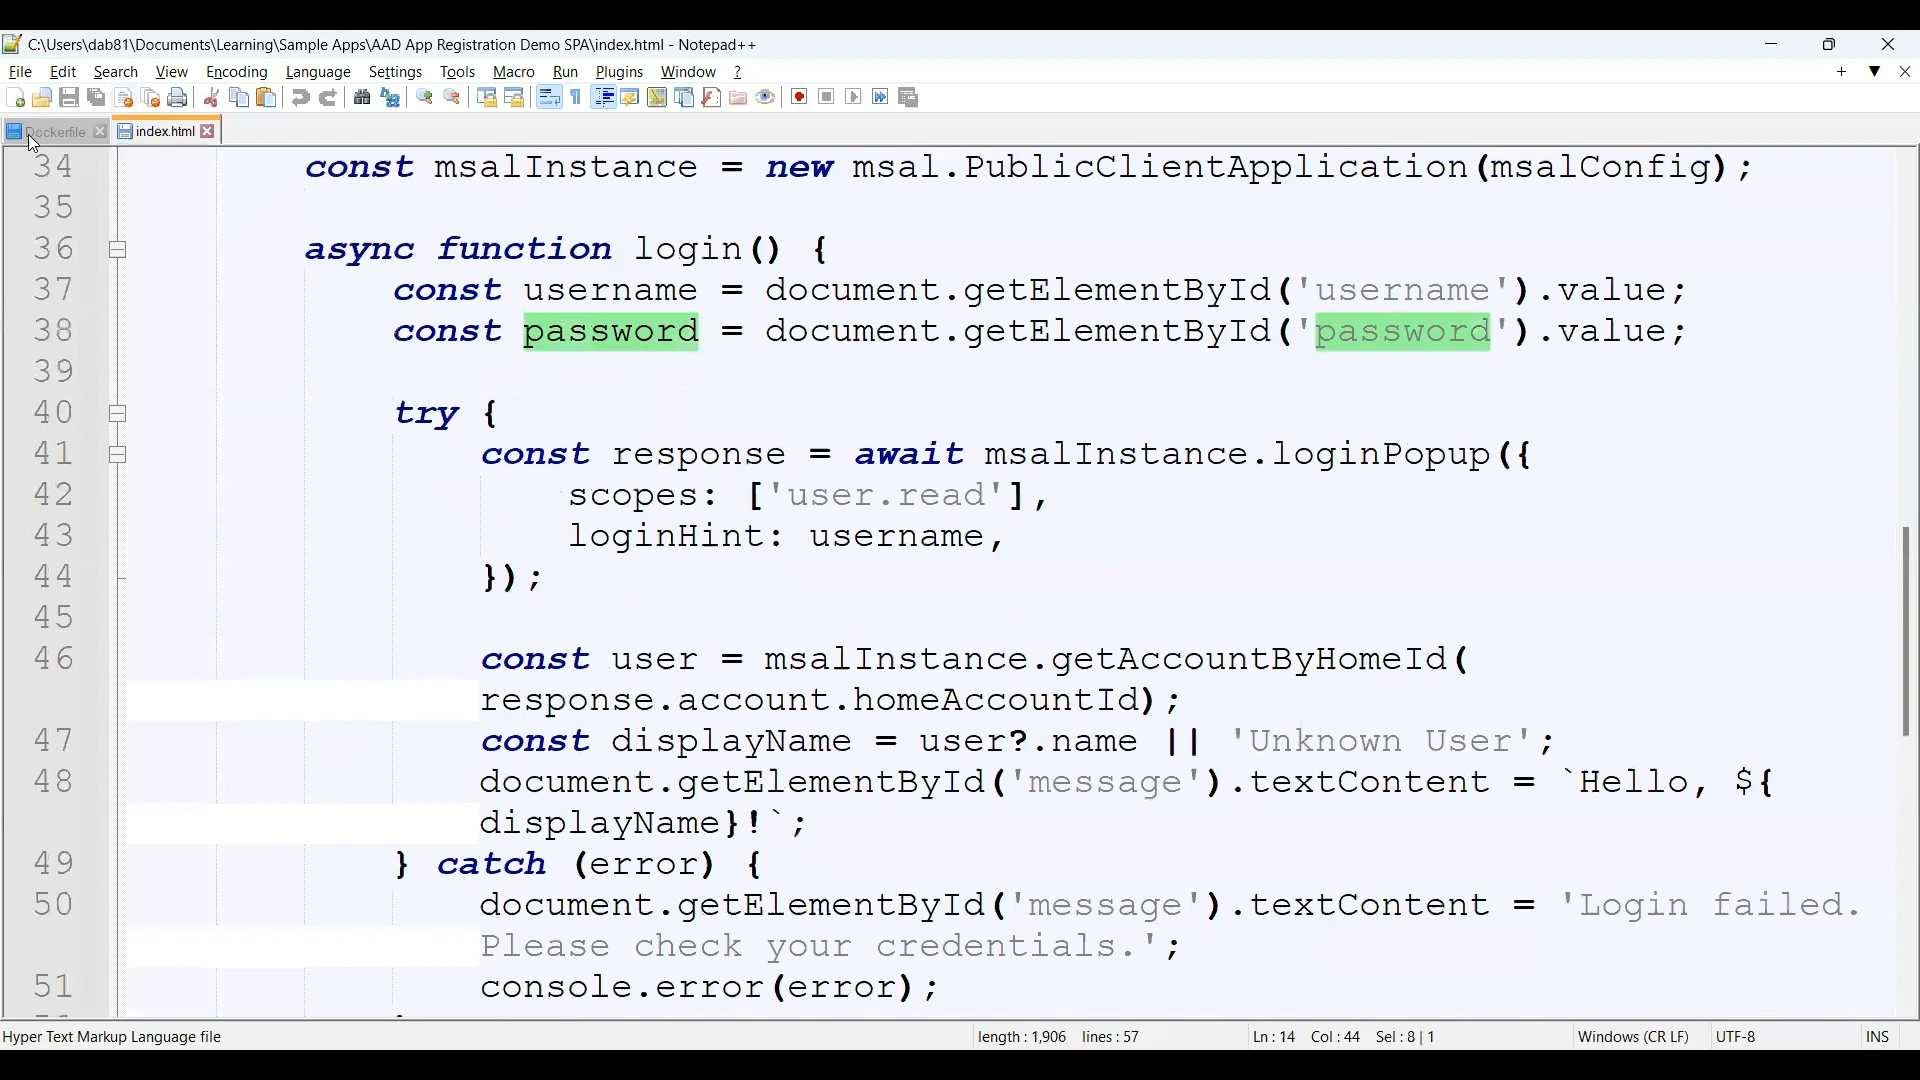 C:\Users\dab81\Documents\Learning\Sample Apps\AAD App Registration Demo SPA\index.html - Notepad++
File Edit Search View Encoding Language Settings Tools Macro Run Plugins Window ?
Dockerfile index.html
34 const msalInstance = new msal.PublicClientApplication(msalConfig);
35
36 async function login() {
37 const username = document.getElementById('username').value;
38 const password = document.getElementById('password').value;
39
40 try {
41 const response = await msalInstance.loginPopup({
42 scopes: ['user.read'],
43 loginHint: username,
44 });
45
46 const user = msalInstance.getAccountByHomeId(
response.account.homeAccountId);
47 const displayName = user?.name || 'Unknown User';
48 document.getElementById('message').textContent = `Hello, ${
displayName}!`;
49 } catch (error) {
50 document.getElementById('message').textContent = 'Login failed.
Please check your credentials.';
51 console.error(error);
Hyper Text Markup Language file length : 1,906 lines : 57 Ln : 14 Col : 44 Sel : 8 | 1 Windows (CR LF) UTF-8 INS